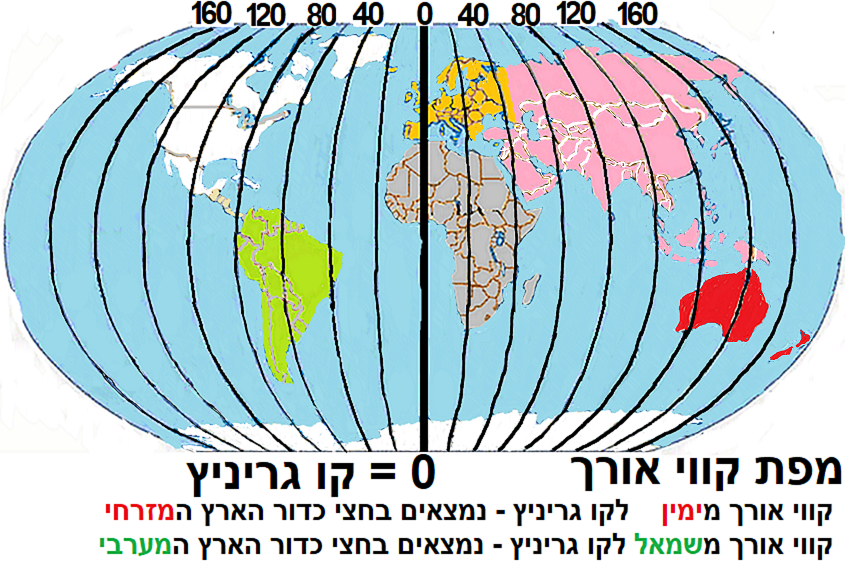 160 120 80 40 0 40 80 120 160
מפת קווי אורך 0 = קו גריניץ
קווי אורך מימין לקו גריניץ - נמצאים בחצי כדור הארץ המזרחי
קווי אורך משמאל לקו גריניץ - נמצאים בחצי כדור הארץ המערבי